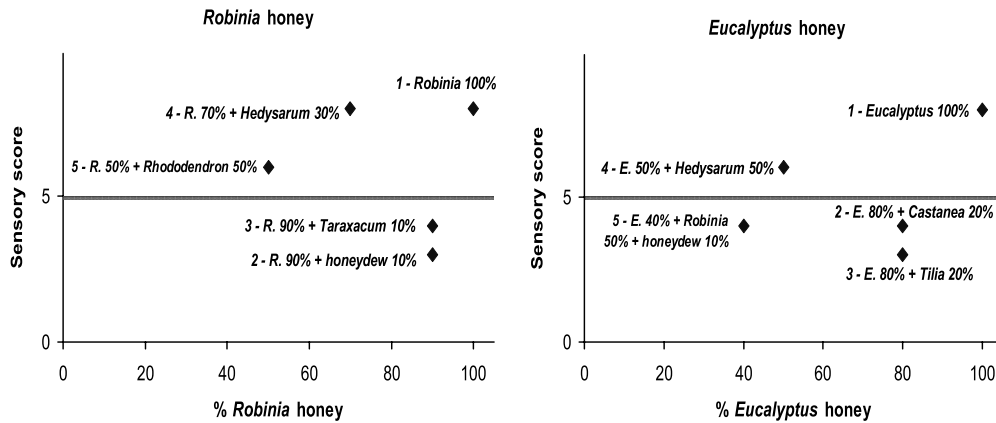 Robinia honey
Sensory score
5
0
1 - Robinia 100%
4 - R. 70% + Hedysarum 30%
5 - R. 50% + Rhododendron 50%
3 - R. 90% + Taraxacum 10%
2 - R. 90% + honeydew 10%
0 20 40 60 80 100
% Robinia honey
Eucalyptus honey
Sensory score
5
0
1 - Eucalyptus 100%
4 - E. 50% + Hedysarum 50%
2 - E. 80% + Castanea 20%
5 - E. 40% + Robinia
50% + honeydew 10%
3 - E. 80% + Tilia 20%
0 20 40 60 80 100
% Eucalyptus honey